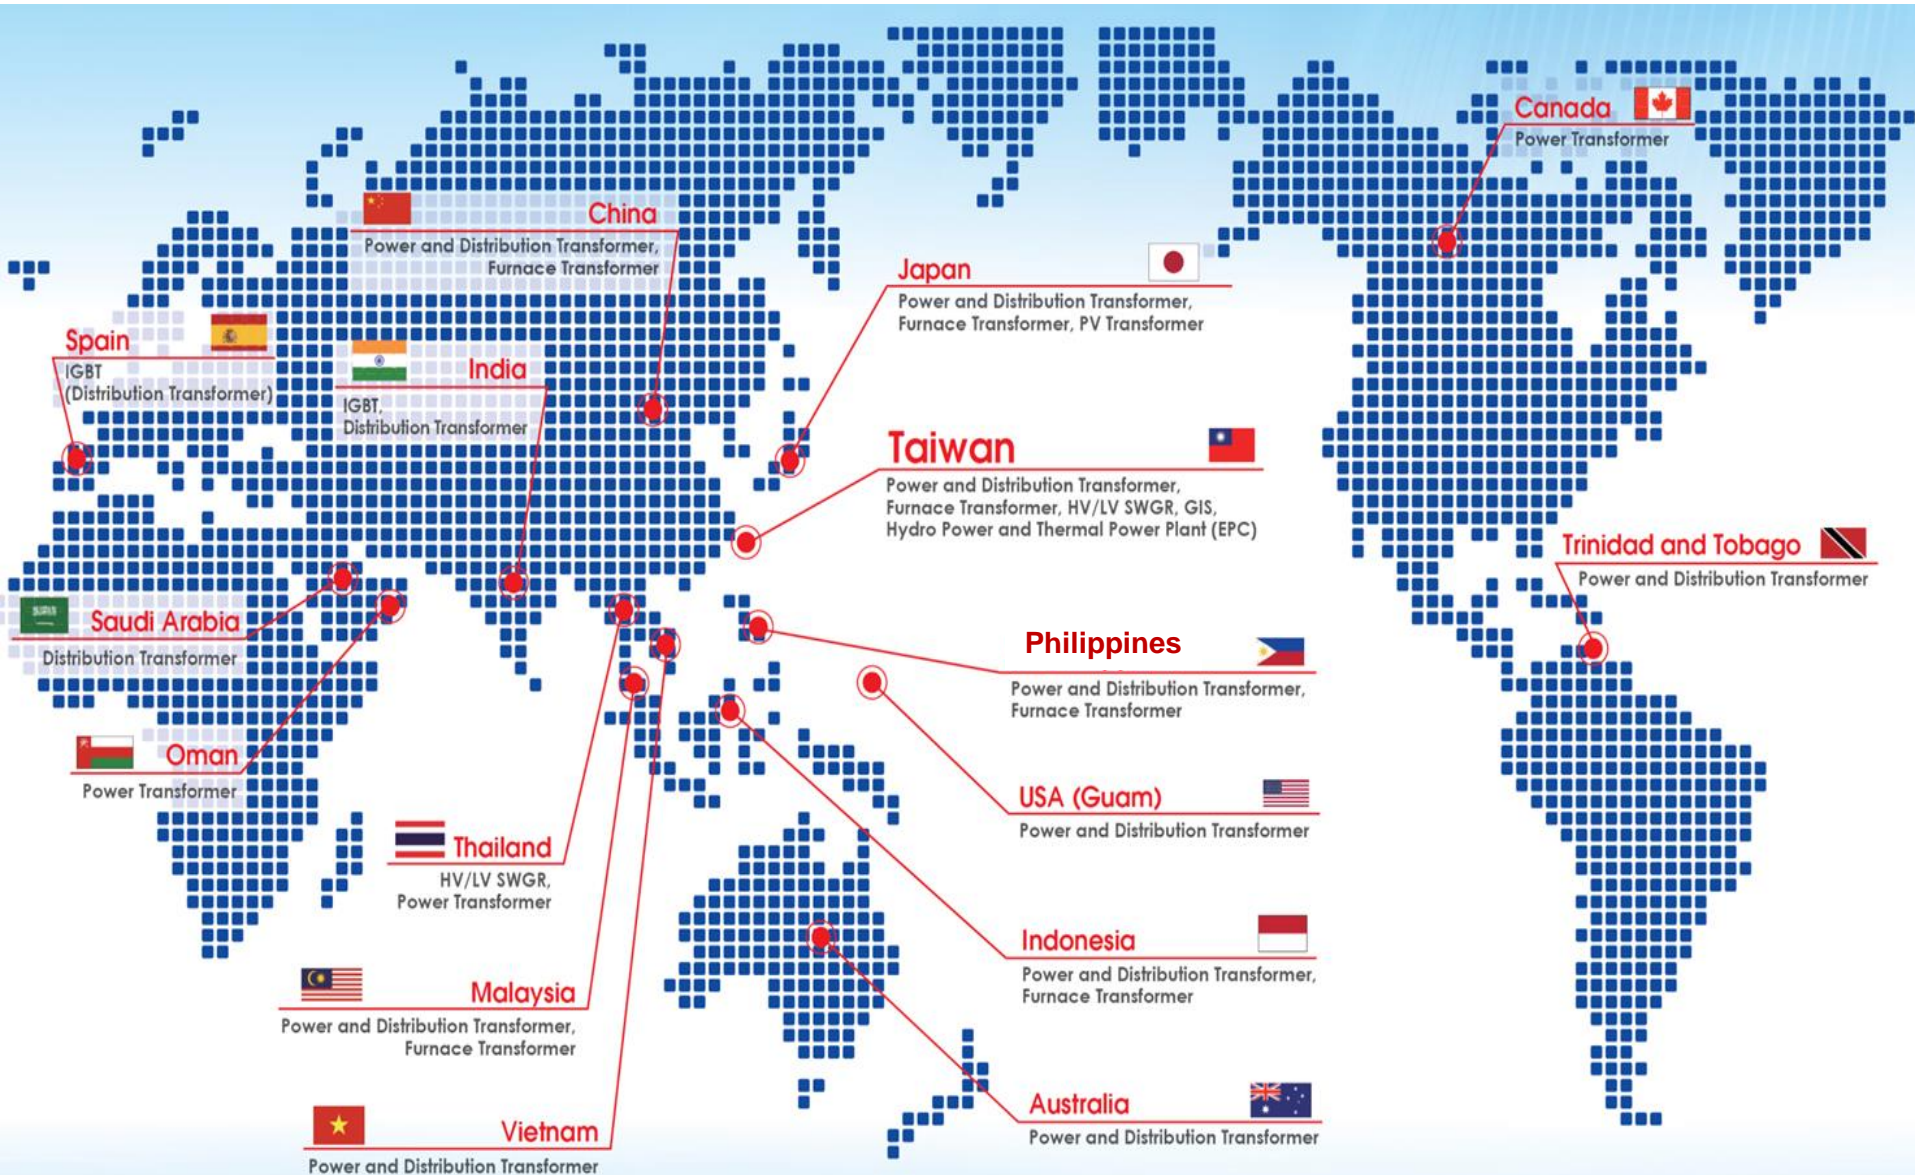 Canada
Power Transformer
China
Power and Distribution Transformer,
Furnace Transformer
Japan
Power and Distribution Transformer,
Furnace Transformer, PV Transformer
Spain
IGBT
(Distribution Transformer)
India
IGBT,
Distribution Transformer
Taiwan
Power and Distribution Transformer,
Furnace Transformer, HV/LV SWGR, GIS,
Hydro Power and Thermal Power Plant (EPC)
Trinidad and Tobago
Power and Distribution Transformer
Saudi Arabia
Distribution Transformer
Philippines
Power and Distribution Transformer,
Furnace Transformer
Oman
Power Transformer
USA (Guam)
Power and Distribution Transformer
Thailand
HV/LV SWGR,
Power Transformer
Indonesia
Power and Distribution Transformer,
Furnace Transformer
Malaysia
Power and Distribution Transformer,
Furnace Transformer
Australia
Power and Distribution Transformer
Vietnam
Power and Distribution Transformer